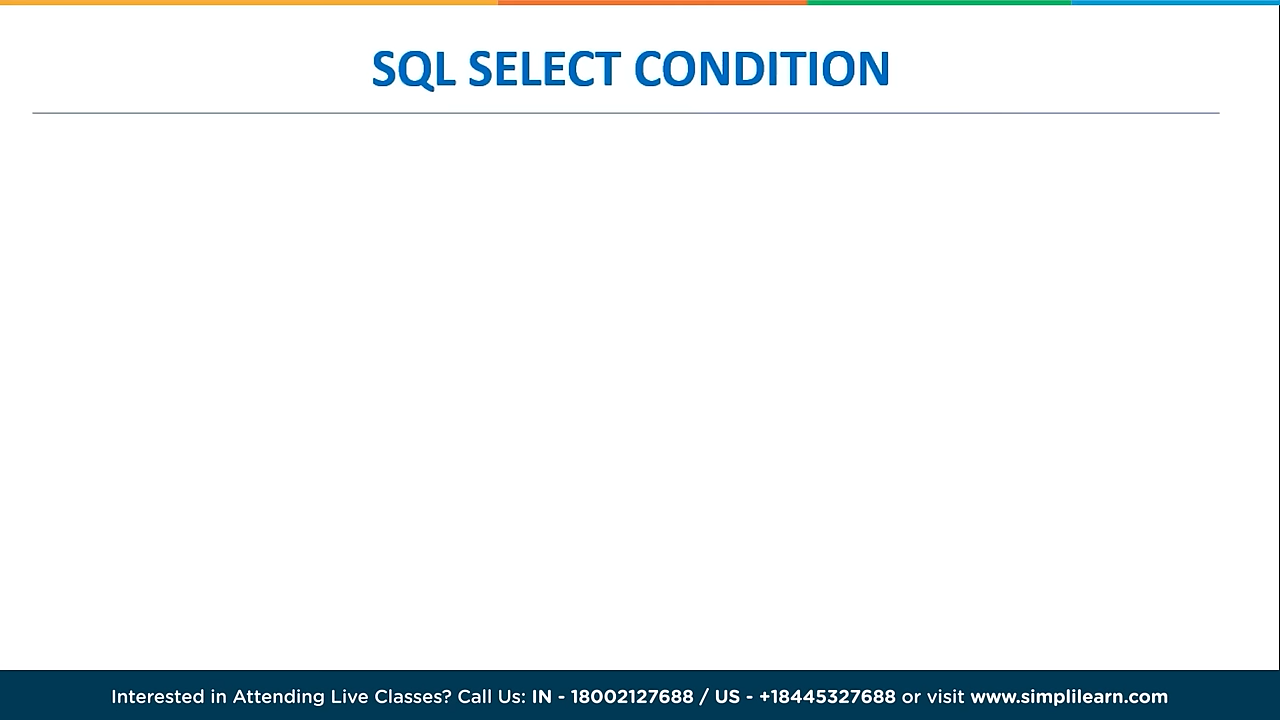 SQL SELECT CONDITION
Interested in Attending Live Classes? Call Us: IN - 18002127688 / US - +18445327688 or visit www.simplilearn.com